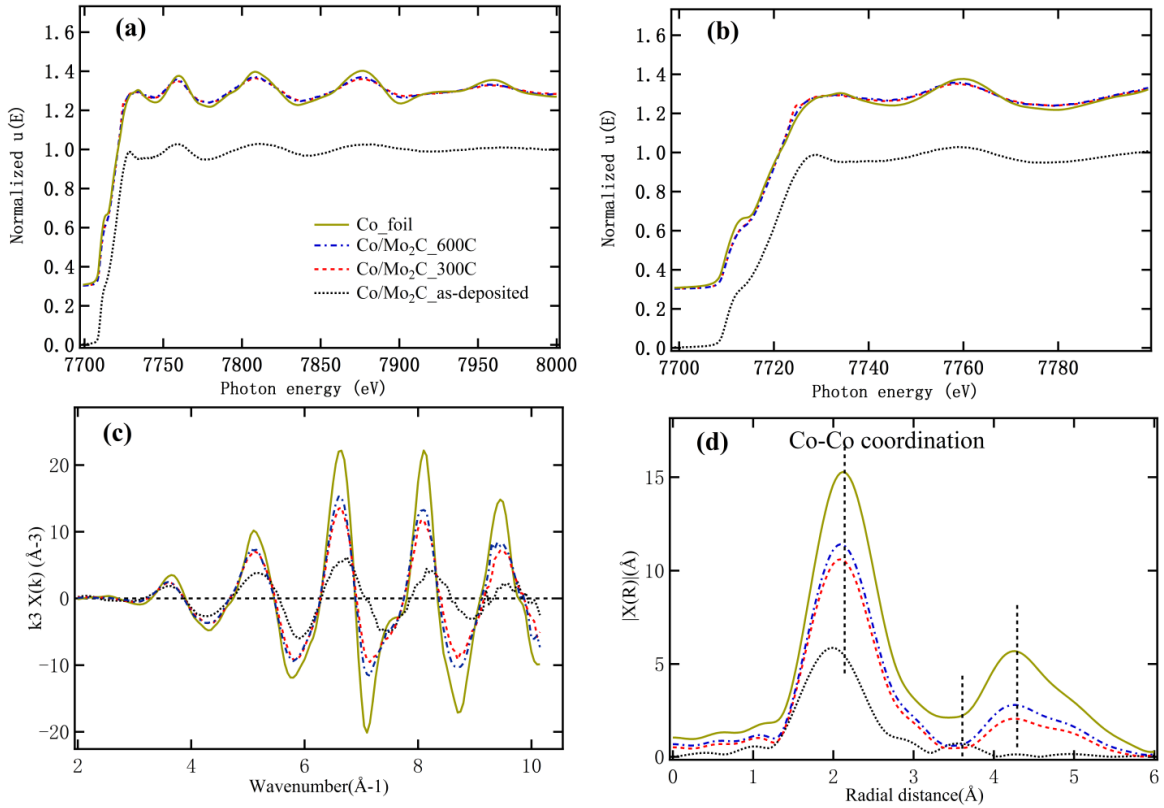 (a)
1.6
1.4
1.2
1.0
0.8
0.6
0.4
0.2
0.0
Normalized u(E)
Co_foil
Co/Mo₂C_600C
Co/Mo₂C_300C
Co/Mo₂C_as-deposited
7700 7750 7800 7850 7900 7950 8000
Photon energy (eV)
(b)
1.6
1.4
1.2
1.0
0.8
0.6
0.4
0.2
0.0
Normalized u(E)
7700 7720 7740 7760 7780
Photon energy (eV)
(c)
20
10
0
-10
-20
k3 X(k) (Å-3)
2 4 6 8 10
Wavenumber(Å-1)
(d)
Co-Co coordination
15
10
5
0
|X(R)|(Å)
0 1 2 3 4 5 6
Radial distance(Å)